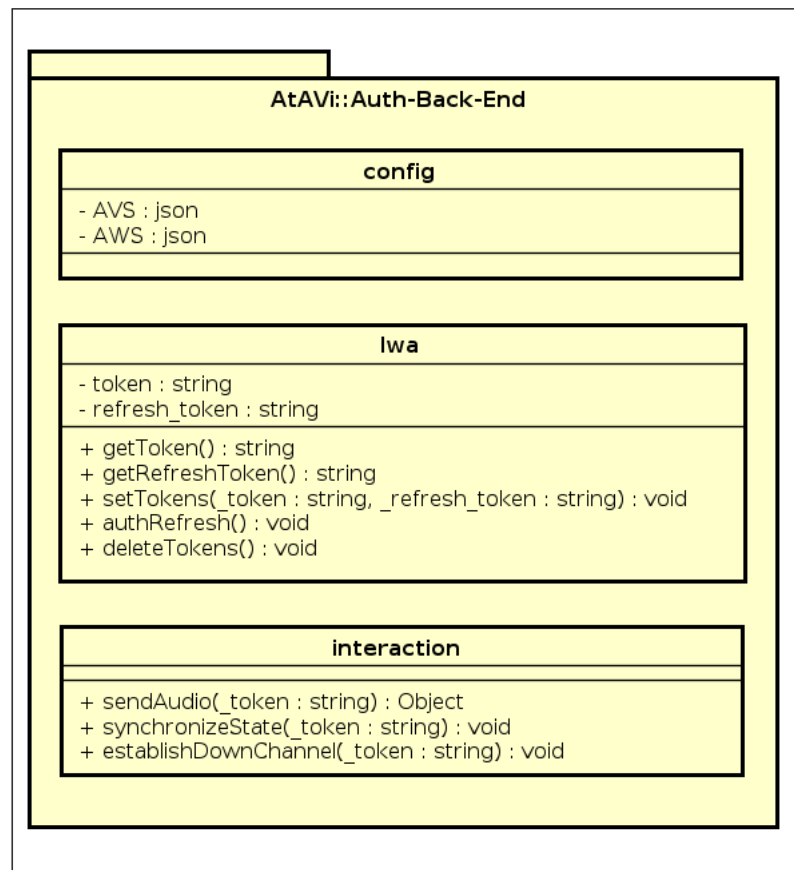 AtAVi::Auth-Back-End
config
- AVS : json
- AWS : json
lwa
- token : string
- refresh_token : string
+ getToken() : string
+ getRefreshToken() : string
+ setTokens(_token : string, _refresh_token : string) : void
+ authRefresh() : void
+ deleteTokens() : void
interaction
+ sendAudio(_token : string) : Object
+ synchronizeState(_token : string) : void
+ establishDownChannel(_token : string) : void